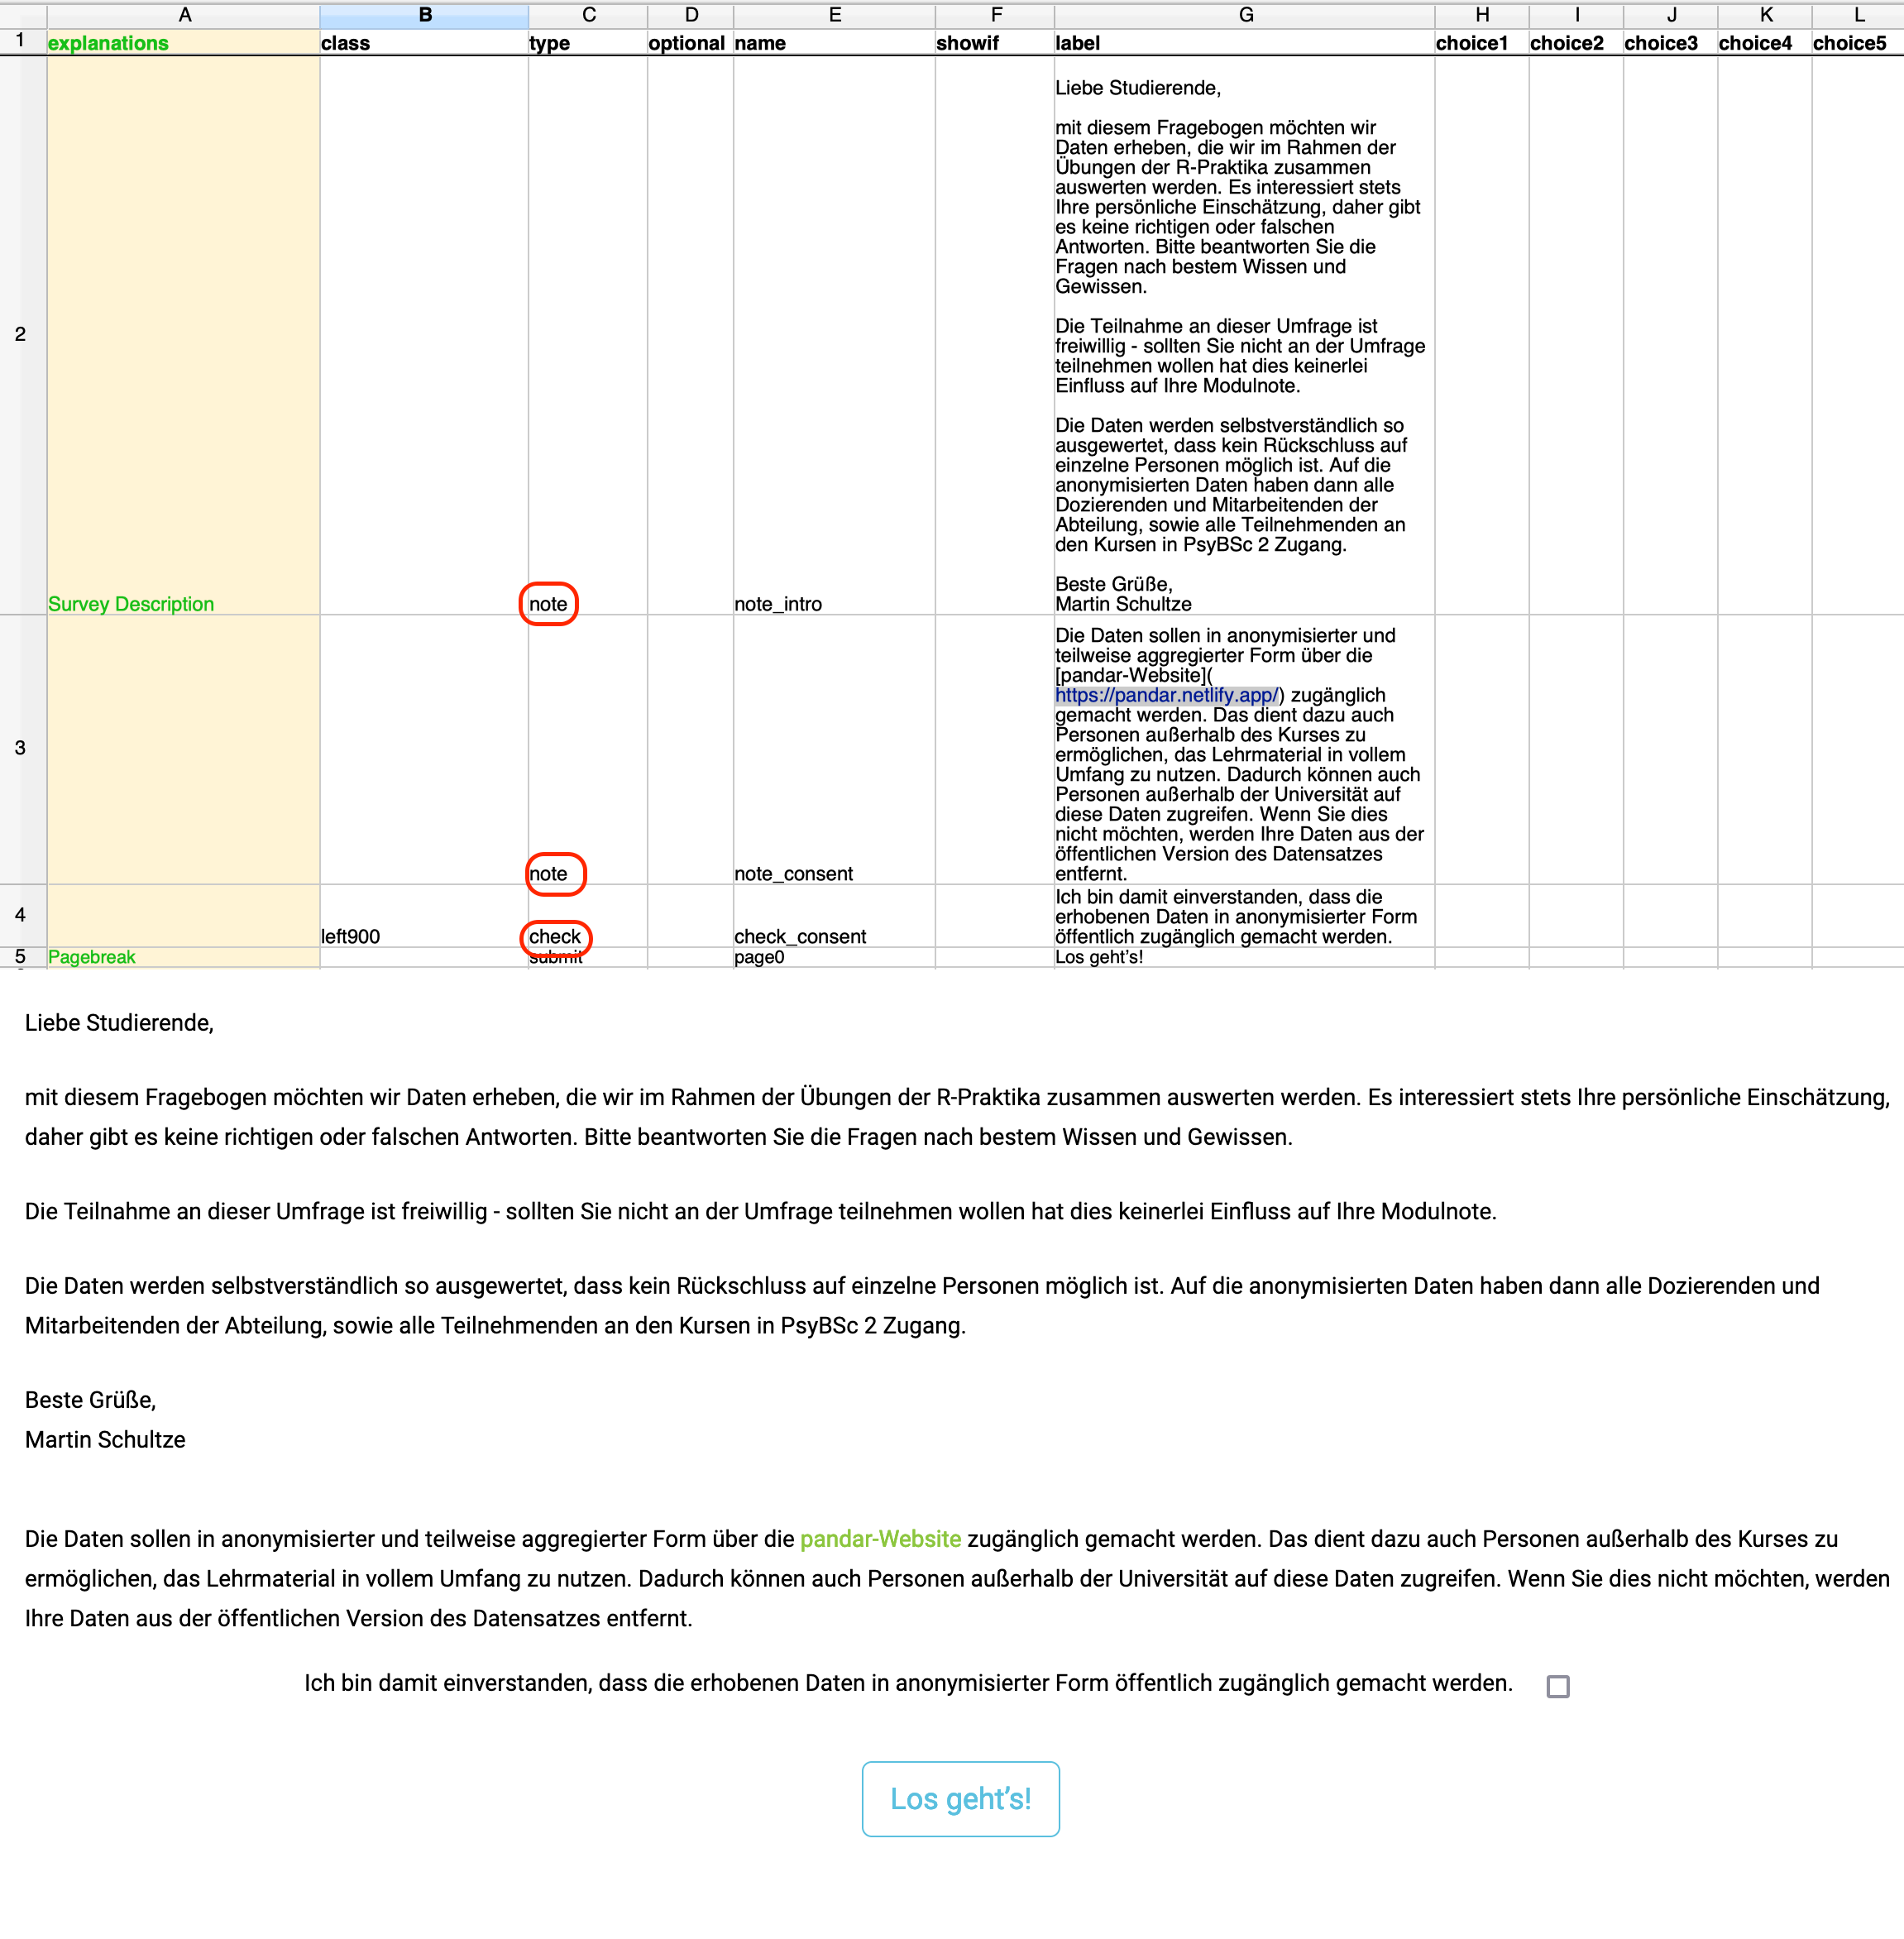 A B C D E F G H I J K L
1 explanations class type optional name showif label choice1 choice2 choice3 choice4 choice5
Liebe Studierende,
mit diesem Fragebogen möchten wir
Daten erheben, die wir im Rahmen der
Übungen der R-Praktika zusammen
auswerten werden. Es interessiert stets
Ihre persönliche Einschätzung, daher gibt
es keine richtigen oder falschen
Antworten. Bitte beantworten Sie die
Fragen nach bestem Wissen und
Gewissen.
Die Teilnahme an dieser Umfrage ist
2
freiwillig - sollten Sie nicht an der Umfrage
teilnehmen wollen hat dies keinerlei
Einfluss auf Ihre Modulnote.
Die Daten werden selbstverständlich so
ausgewertet, dass kein Rückschluss auf
einzelne Personen möglich ist. Auf die
anonymisierten Daten haben dann alle
Dozierenden und Mitarbeitenden der
Abteilung, sowie alle Teilnehmenden an
den Kursen in PsyBSc 2 Zugang.
Beste Grüße,
Survey Description note note_intro Martin Schultze
Die Daten sollen in anonymisierter und
teilweise aggregierter Form über die
[pandar-Website](
https://pandar.netlify.app/) zugänglich
gemacht werden. Das dient dazu auch
Personen außerhalb des Kurses zu
3
ermöglichen, das Lehrmaterial in vollem
Umfang zu nutzen. Dadurch können auch
Personen außerhalb der Universität auf
diese Daten zugreifen. Wenn Sie dies
nicht möchten, werden Ihre Daten aus der
öffentlichen Version des Datensatzes
note note_consent entfernt.
Ich bin damit einverstanden, dass die
4 erhobenen Daten in anonymisierter Form
left900 check check_consent öffentlich zugänglich gemacht werden.
5 Pagebreak submit page0 Los geht's!
Liebe Studierende,
mit diesem Fragebogen möchten wir Daten erheben, die wir im Rahmen der Übungen der R-Praktika zusammen auswerten werden. Es interessiert stets Ihre persönliche Einschätzung,
daher gibt es keine richtigen oder falschen Antworten. Bitte beantworten Sie die Fragen nach bestem Wissen und Gewissen.
Die Teilnahme an dieser Umfrage ist freiwillig - sollten Sie nicht an der Umfrage teilnehmen wollen hat dies keinerlei Einfluss auf Ihre Modulnote.
Die Daten werden selbstverständlich so ausgewertet, dass kein Rückschluss auf einzelne Personen möglich ist. Auf die anonymisierten Daten haben dann alle Dozierenden und
Mitarbeitenden der Abteilung, sowie alle Teilnehmenden an den Kursen in PsyBSc 2 Zugang.
Beste Grüße,
Martin Schultze
Die Daten sollen in anonymisierter und teilweise aggregierter Form über die pandar-Website zugänglich gemacht werden. Das dient dazu auch Personen außerhalb des Kurses zu
ermöglichen, das Lehrmaterial in vollem Umfang zu nutzen. Dadurch können auch Personen außerhalb der Universität auf diese Daten zugreifen. Wenn Sie dies nicht möchten, werden
Ihre Daten aus der öffentlichen Version des Datensatzes entfernt.
Ich bin damit einverstanden, dass die erhobenen Daten in anonymisierter Form öffentlich zugänglich gemacht werden.
Los geht's!